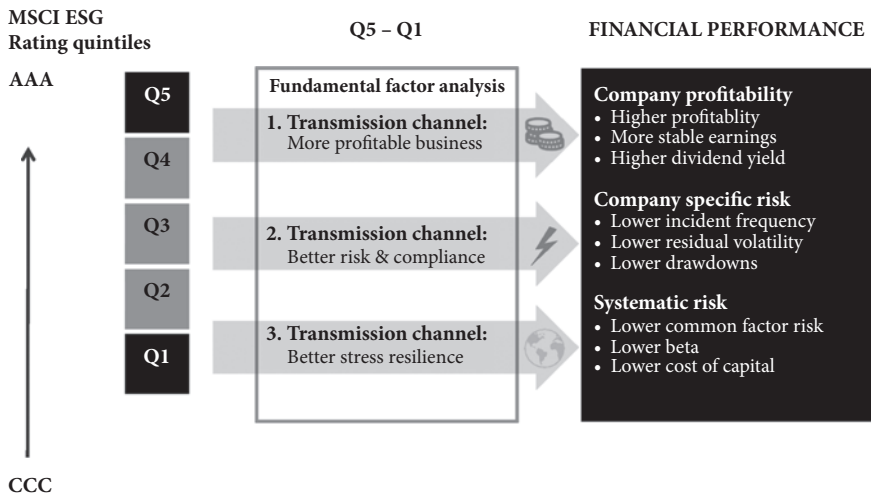 MSCI ESG
Rating quintiles
AAA
Q5
Q4
Q3
Q2
Q1
CCC
Q5 – Q1
Fundamental factor analysis
1. Transmission channel:
More profitable business
2. Transmission channel:
Better risk & compliance
3. Transmission channel:
Better stress resilience
FINANCIAL PERFORMANCE
Company profitability
• Higher profitablity
• More stable earnings
• Higher dividend yield
Company specific risk
• Lower incident frequency
• Lower residual volatility
• Lower drawdowns
Systematic risk
• Lower common factor risk
• Lower beta
• Lower cost of capital